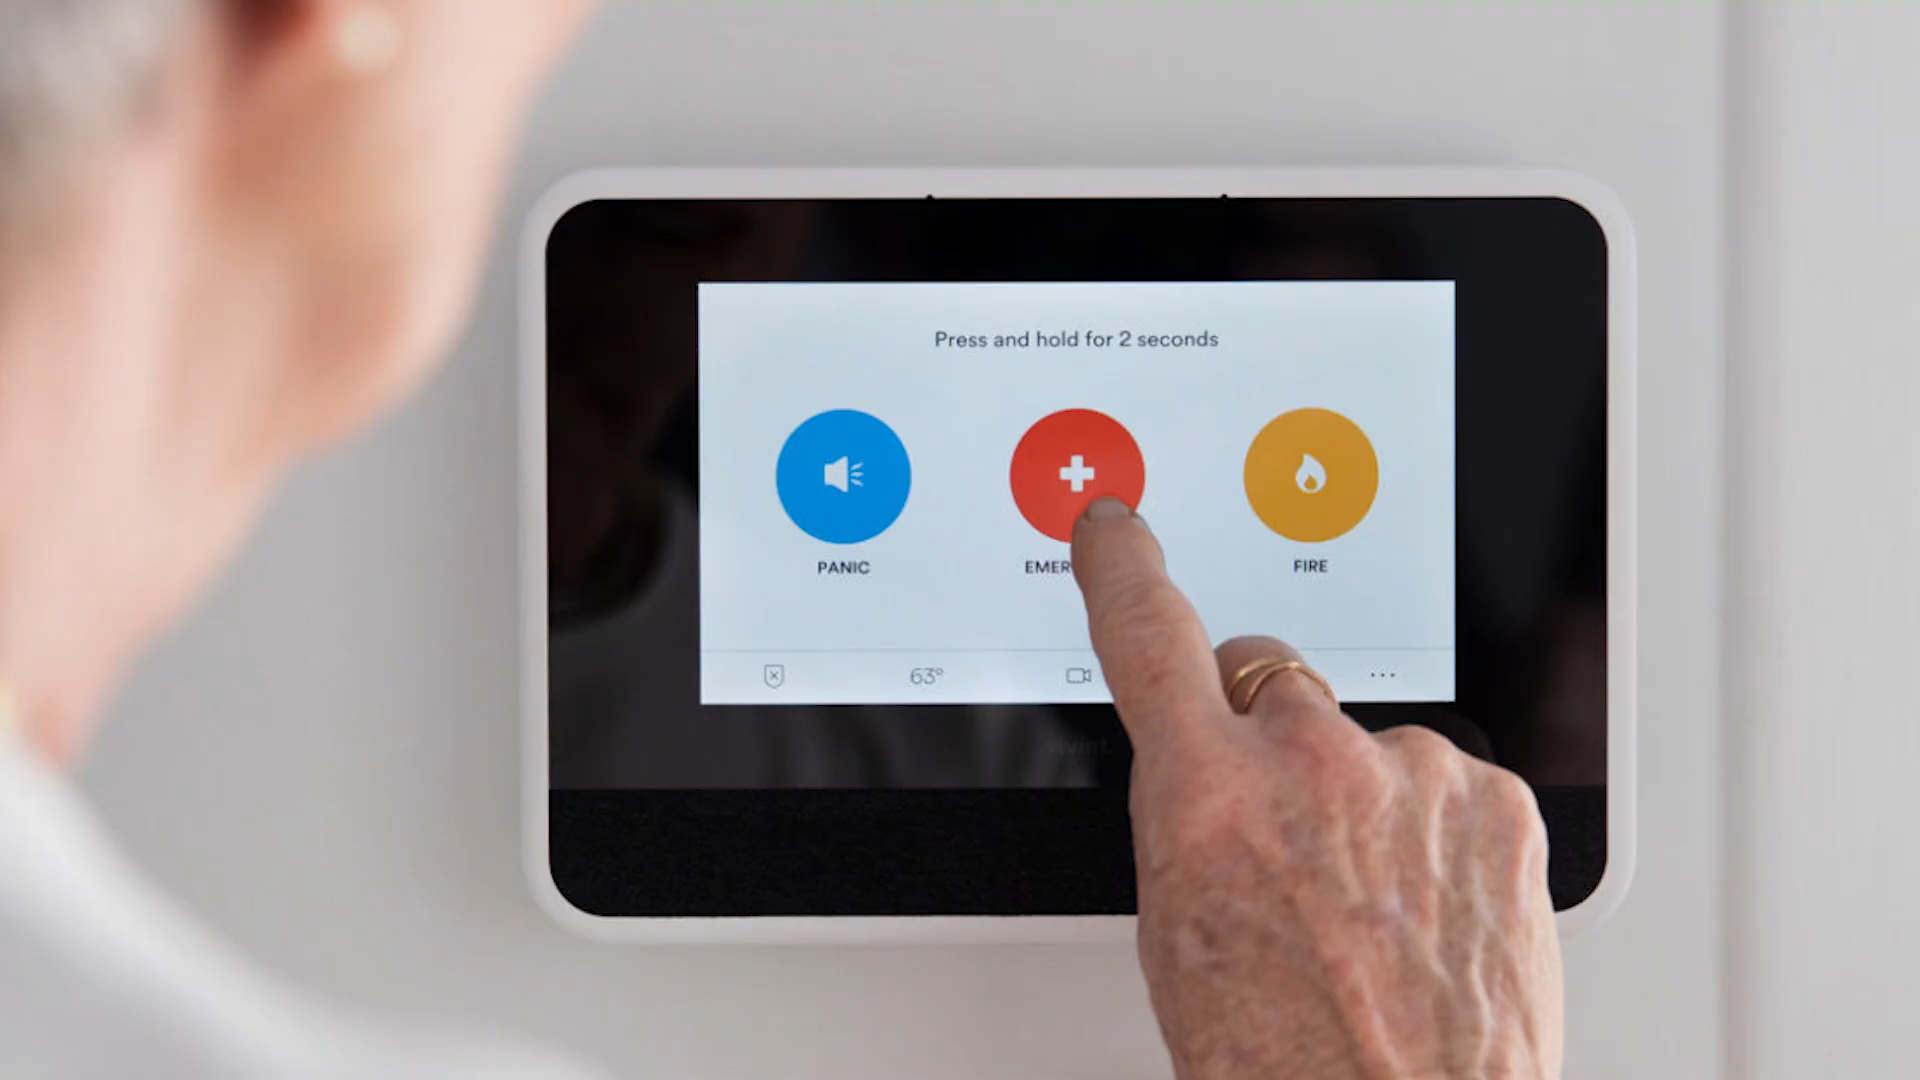 Press and hold for 2 seconds
PANIC
EMER
FIRE
63°